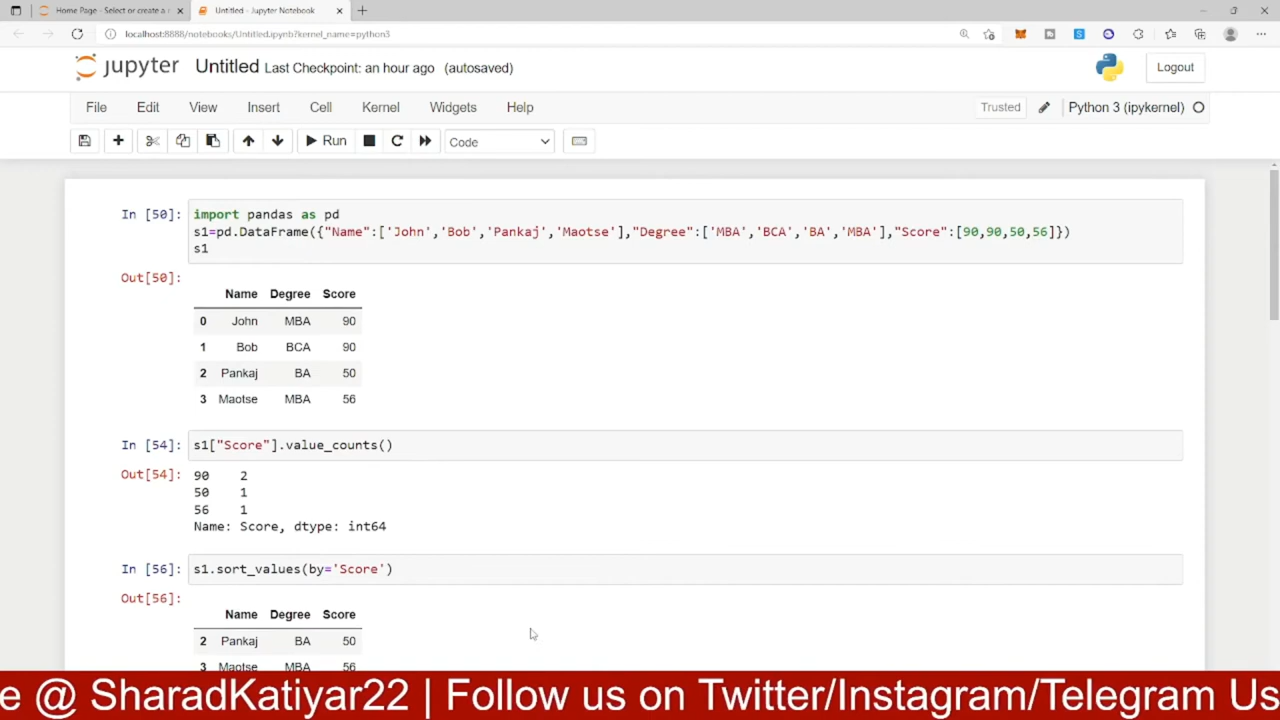 Home Page - Select or create a n
Untitled - Jupyter Notebook
localhost:8888/notebooks/Untitled.ipynb?kernel_name=python3
jupyter Untitled Last Checkpoint: an hour ago (autosaved)
Logout
File Edit View Insert Cell Kernel Widgets Help
Trusted Python 3 (ipykernel)
Run Code
In [50]: import pandas as pd
s1=pd.DataFrame({"Name":['John','Bob','Pankaj','Maotse'],"Degree":['MBA','BCA','BA','MBA'],"Score":[90,90,50,56]})
s1
Out[50]:
Name Degree Score
0 John MBA 90
1 Bob BCA 90
2 Pankaj BA 50
3 Maotse MBA 56
In [54]: s1["Score"].value_counts()
Out[54]: 90 2
50 1
56 1
Name: Score, dtype: int64
In [56]: s1.sort_values(by='Score')
Out[56]:
Name Degree Score
2 Pankaj BA 50
3 Maotse MBA 56
e @ SharadKatiyar22 | Follow us on Twitter/Instagram/Telegram Us